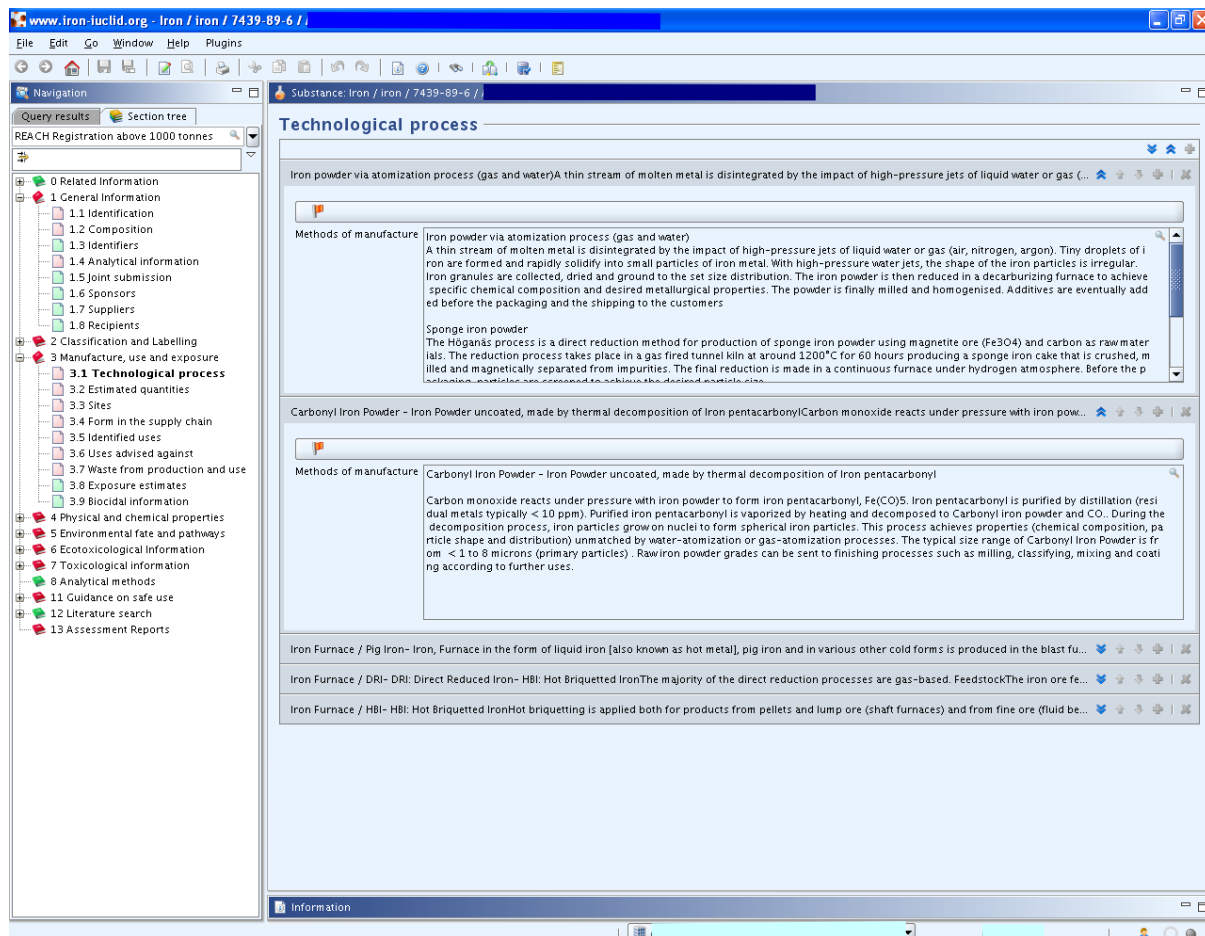 www.iron-iuclid.org - Iron / iron / 7439-89-6 /
File Edit Go Window Help Plugins
Navigation
Query results Section tree
REACH Registration above 1000 tonnes
0 Related Information
1 General Information
1.1 Identification
1.2 Composition
1.3 Identifiers
1.4 Analytical information
1.5 Joint submission
1.6 Sponsors
1.7 Suppliers
1.8 Recipients
2 Classification and Labelling
3 Manufacture, use and exposure
3.1 Technological process
3.2 Estimated quantities
3.3 Sites
3.4 Form in the supply chain
3.5 Identified uses
3.6 Uses advised against
3.7 Waste from production and use
3.8 Exposure estimates
3.9 Biocidal information
4 Physical and chemical properties
5 Environmental fate and pathways
6 Ecotoxicological Information
7 Toxicological information
8 Analytical methods
11 Guidance on safe use
12 Literature search
13 Assessment Reports
Substance: Iron / iron / 7439-89-6 /
Technological process
Iron powder via atomization process (gas and water)A thin stream of molten metal is disintegrated by the impact of high-pressure jets of liquid water or gas (...
Methods of manufacture
Iron powder via atomization process (gas and water)
A thin stream of molten metal is disintegrated by the impact of high-pressure jets of liquid water or gas (air, nitrogen, argon). Tiny droplets of i
ron are formed and rapidly solidify into small particles of iron metal. With high-pressure water jets, the shape of the iron particles is irregular.
Iron granules are collected, dried and ground to the set size distribution. The iron powder is then reduced in a decarburizing furnace to achieve
specific chemical composition and desired metallurgical properties. The powder is finally milled and homogenised. Additives are eventually add
ed before the packaging and the shipping to the customers
Sponge iron powder
The Höganäs process is a direct reduction method for production of sponge iron powder using magnetite ore (Fe3O4) and carbon as raw mater
ials. The reduction process takes place in a gas fired tunnel kiln at around 1200°C for 60 hours producing a sponge iron cake that is crushed, m
illed and magnetically separated from impurities. The final reduction is made in a continuous furnace under hydrogen atmosphere. Before the p
ackaging, particles are screened to achieve the desired particle size
Carbonyl Iron Powder - Iron Powder uncoated, made by thermal decomposition of Iron pentacarbonylCarbon monoxide reacts under pressure with iron pow...
Methods of manufacture
Carbonyl Iron Powder - Iron Powder uncoated, made by thermal decomposition of Iron pentacarbonyl
Carbon monoxide reacts under pressure with iron powder to form iron pentacarbonyl, Fe(CO)5. Iron pentacarbonyl is purified by distillation (resi
dual metals typically < 10 ppm). Purified iron pentacarbonyl is vaporized by heating and decomposed to Carbonyl iron powder and CO.. During the
decomposition process, iron particles grow on nuclei to form spherical iron particles. This process achieves properties (chemical composition, pa
rticle shape and distribution) unmatched by water-atomization or gas-atomization processes. The typical size range of Carbonyl Iron Powder is fr
om < 1 to 8 microns (primary particles) . Raw iron powder grades can be sent to finishing processes such as milling, classifying, mixing and coati
ng according to further uses.
Iron Furnace / Pig Iron- Iron, Furnace in the form of liquid iron [also known as hot metal], pig iron and in various other cold forms is produced in the blast fu...
Iron Furnace / DRI- DRI: Direct Reduced Iron- HBI: Hot Briquetted IronThe majority of the direct reduction processes are gas-based. FeedstockThe iron ore fe...
Iron Furnace / HBI- HBI: Hot Briquetted IronHot briquetting is applied both for products from pellets and lump ore (shaft furnaces) and from fine ore (fluid be...
Information